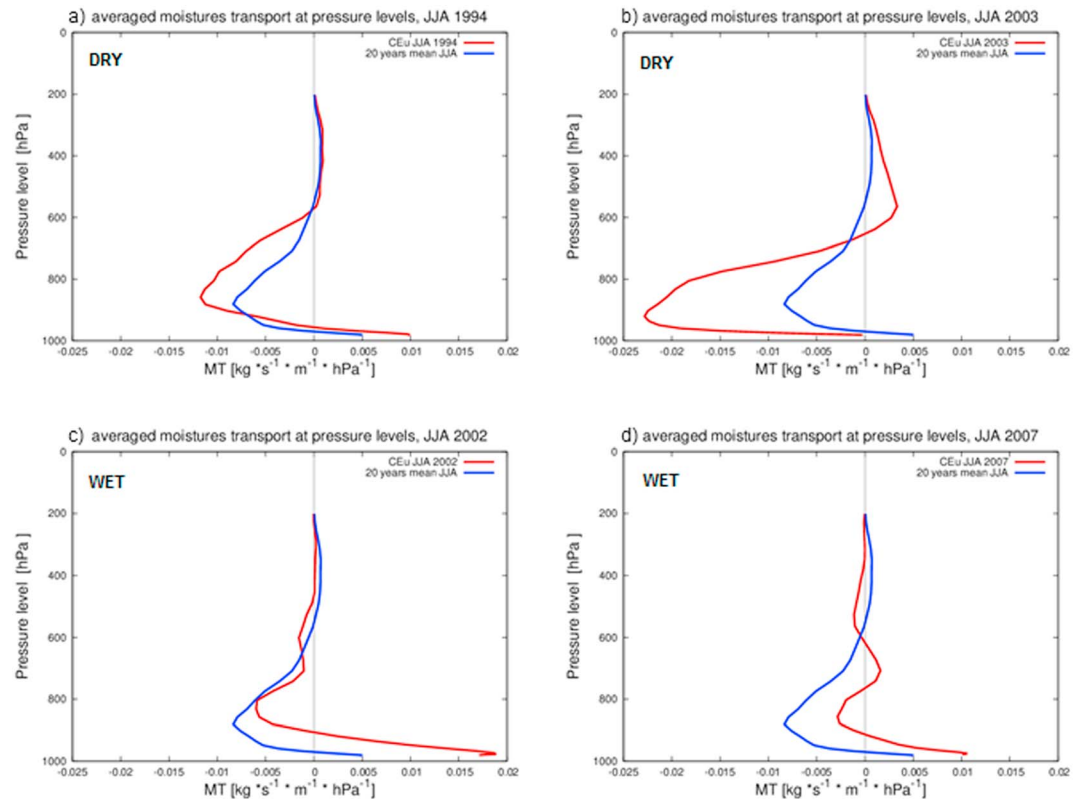 a) averaged moistures transport at pressure levels, JJA 1994
0
DRY
CEu JJA 1994
20 years mean JJA
200
400
600
800
1000
Pressure level [hPa]
-0.025 -0.02 -0.015 -0.01 -0.005 0 0.005 0.01 0.015 0.02
MT [kg *s⁻¹ * m⁻¹ * hPa⁻¹]
b) averaged moistures transport at pressure levels, JJA 2003
0
DRY
CEu JJA 2003
20 years mean JJA
200
400
600
800
1000
Pressure level [hPa]
-0.025 -0.02 -0.015 -0.01 -0.005 0 0.005 0.01 0.015 0.02
MT [kg *s⁻¹ * m⁻¹ * hPa⁻¹]
c) averaged moistures transport at pressure levels, JJA 2002
0
WET
CEu JJA 2002
20 years mean JJA
200
400
600
800
1000
Pressure level [hPa]
-0.025 -0.02 -0.015 -0.01 -0.005 0 0.005 0.01 0.015 0.02
MT [kg *s⁻¹ * m⁻¹ * hPa⁻¹]
d) averaged moistures transport at pressure levels, JJA 2007
0
WET
CEu JJA 2007
20 years mean JJA
200
400
600
800
1000
Pressure level [hPa]
-0.025 -0.02 -0.015 -0.01 -0.005 0 0.005 0.01 0.015 0.02
MT [kg *s⁻¹ * m⁻¹ * hPa⁻¹]